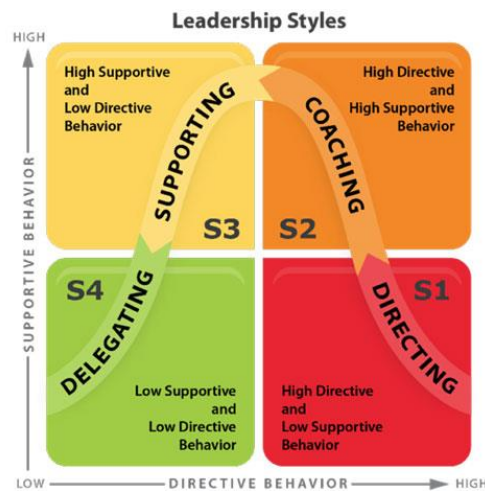 Leadership Styles
HIGH
SUPPORTIVE BEHAVIOR
High Supportive
and
Low Directive
Behavior
SUPPORTING
S3
High Directive
and
High Supportive
Behavior
COACHING
S2
S4
DELEGATING
Low Supportive
and
Low Directive
Behavior
S1
DIRECTING
High Directive
and
Low Supportive
Behavior
LOW
DIRECTIVE BEHAVIOR
HIGH